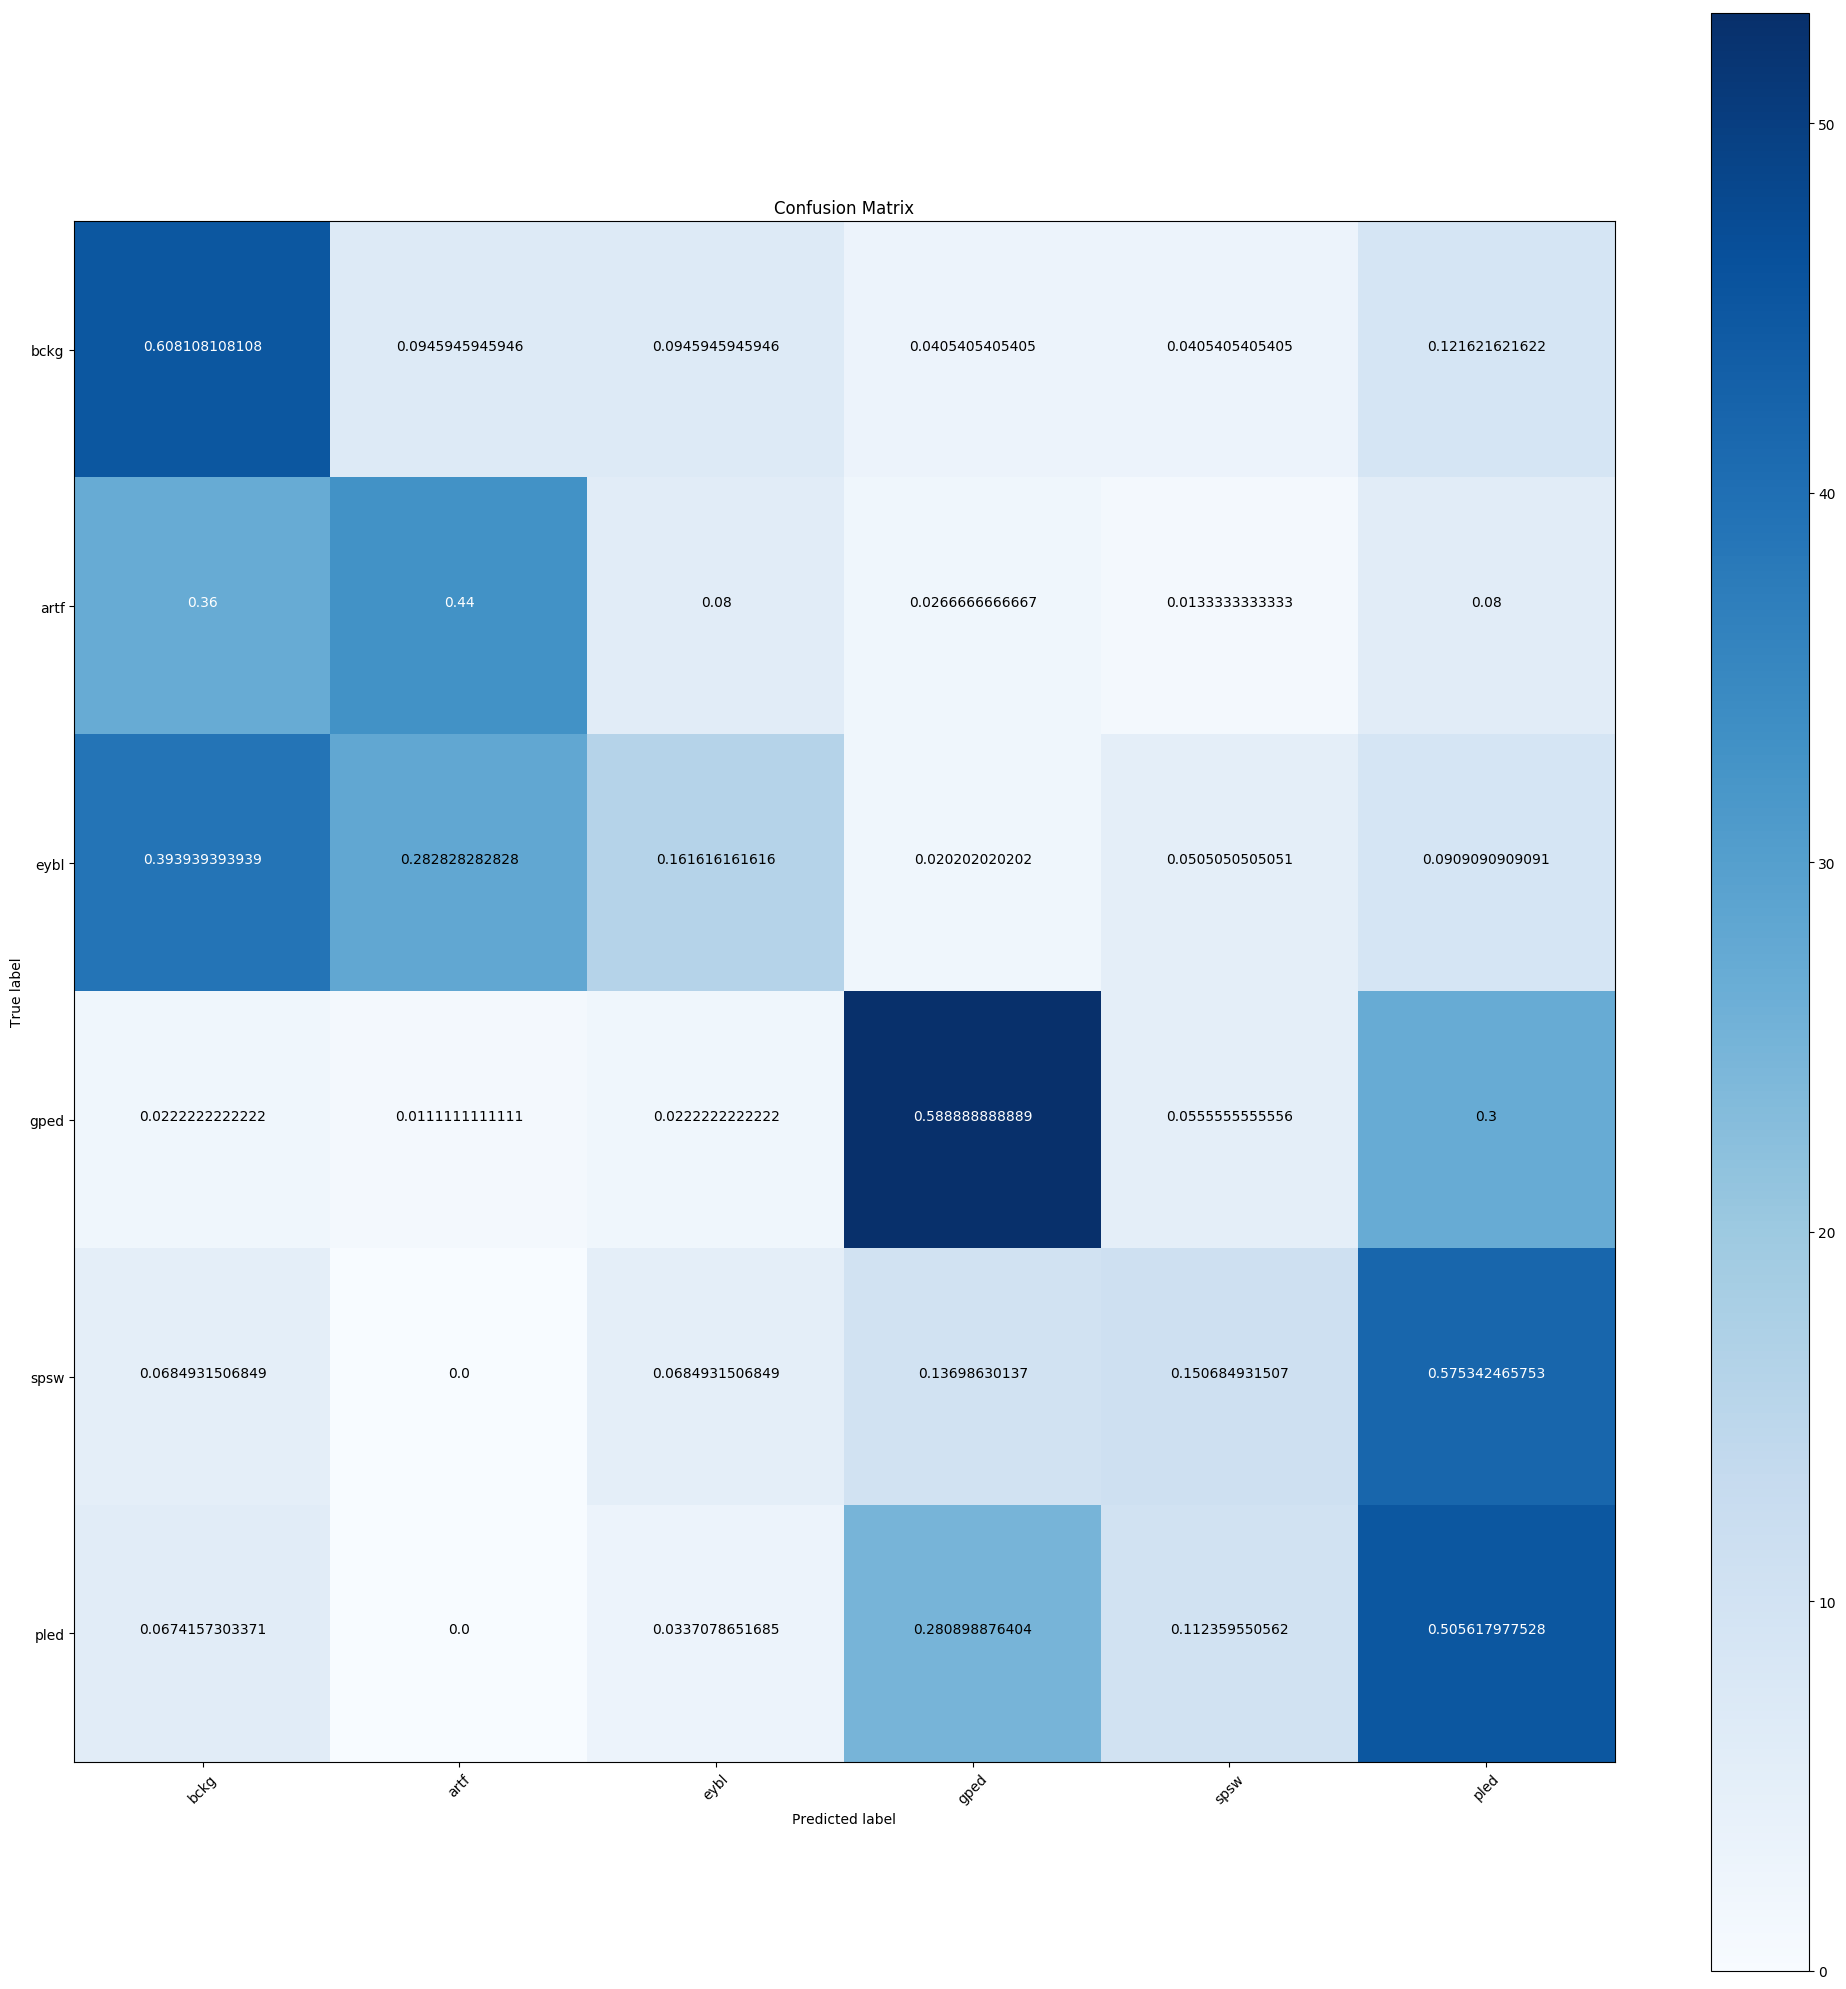 Confusion Matrix
50
40
30
20
10
0
True label
bckg 0.608108108108 0.0945945945946 0.0945945945946 0.0405405405405 0.0405405405405 0.121621621622
artf 0.36 0.44 0.08 0.0266666666667 0.0133333333333 0.08
eybl 0.393939393939 0.282828282828 0.161616161616 0.020202020202 0.0505050505051 0.0909090909091
gped 0.0222222222222 0.0111111111111 0.0222222222222 0.588888888889 0.0555555555556 0.3
spsw 0.0684931506849 0.0 0.0684931506849 0.13698630137 0.150684931507 0.575342465753
pled 0.0674157303371 0.0 0.0337078651685 0.280898876404 0.112359550562 0.505617977528
bckg artf eybl gped spsw pled
Predicted label